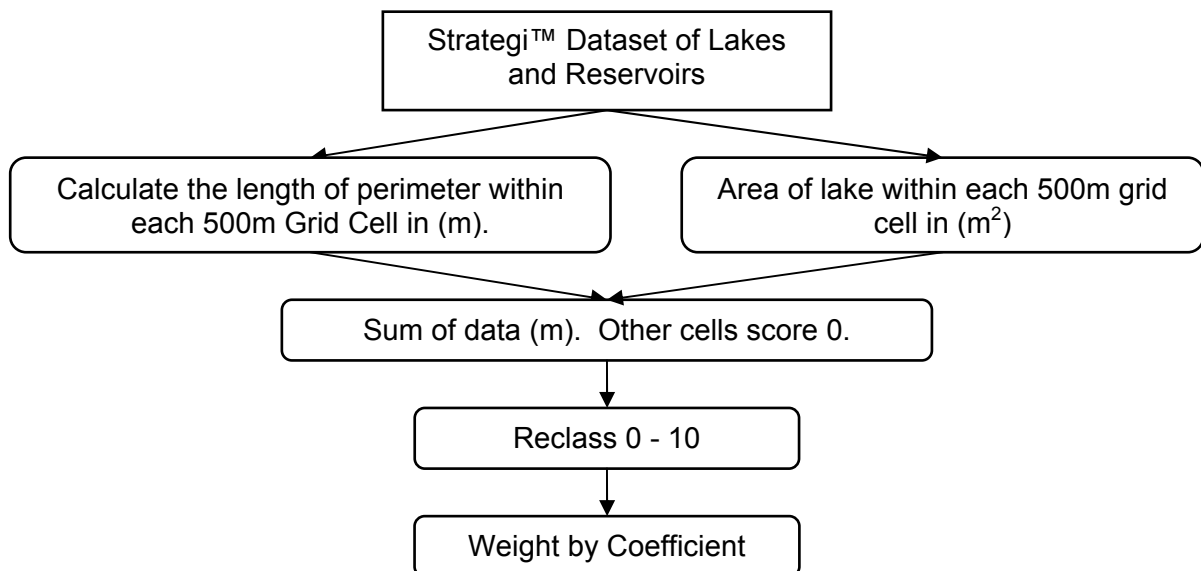 Strategi™ Dataset of Lakes
and Reservoirs
Calculate the length of perimeter within
each 500m Grid Cell in (m).
Area of lake within each 500m grid
cell in (m²)
Sum of data (m).  Other cells score 0.
Reclass 0 - 10
Weight by Coefficient